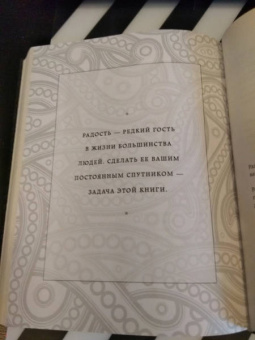 РАДОСТЬ — РЕДКИЙ ГОСТЬ
В ЖИЗНИ БОЛЬШИНСТВА
ЛЮДЕЙ. СДЕЛАТЬ ЕЕ ВАШИМ
ПОСТОЯННЫМ СПУТНИКОМ —
ЗАДАЧА ЭТОЙ КНИГИ.